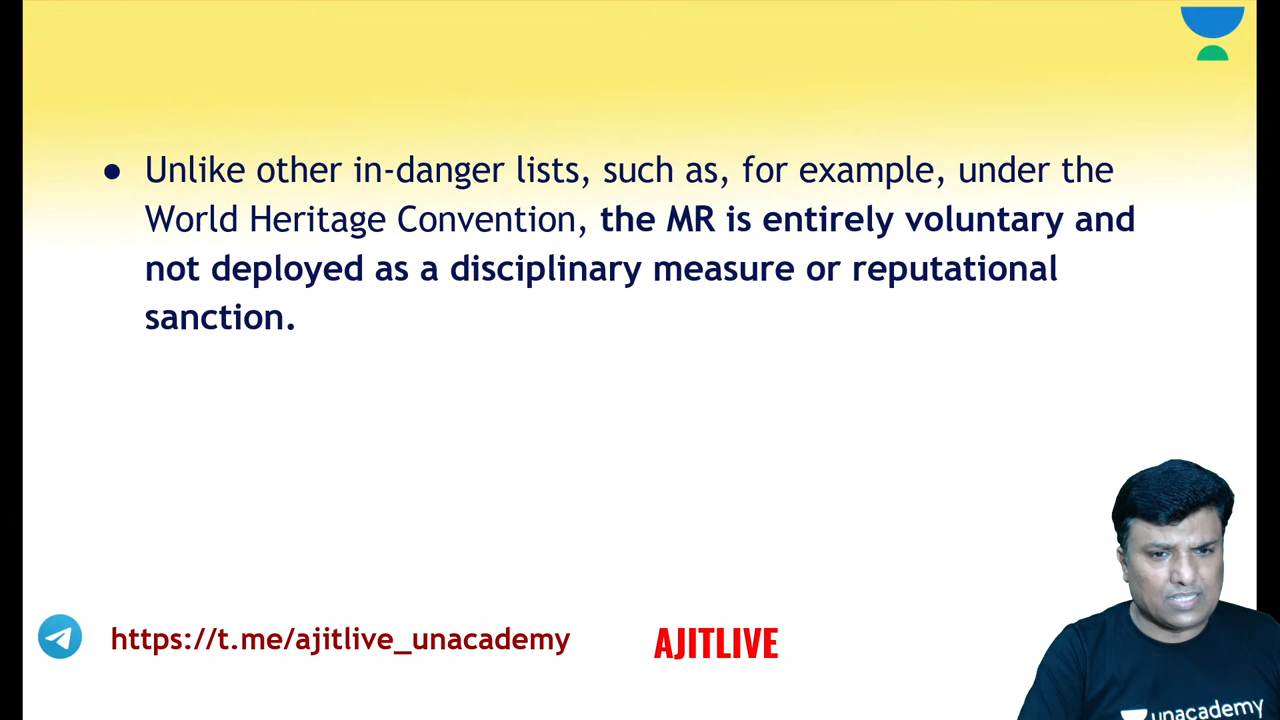 ● Unlike other in-danger lists, such as, for example, under the
World Heritage Convention, the MR is entirely voluntary and
not deployed as a disciplinary measure or reputational
sanction.
https://t.me/ajitlive_unacademy
AJITLIVE
unacademy